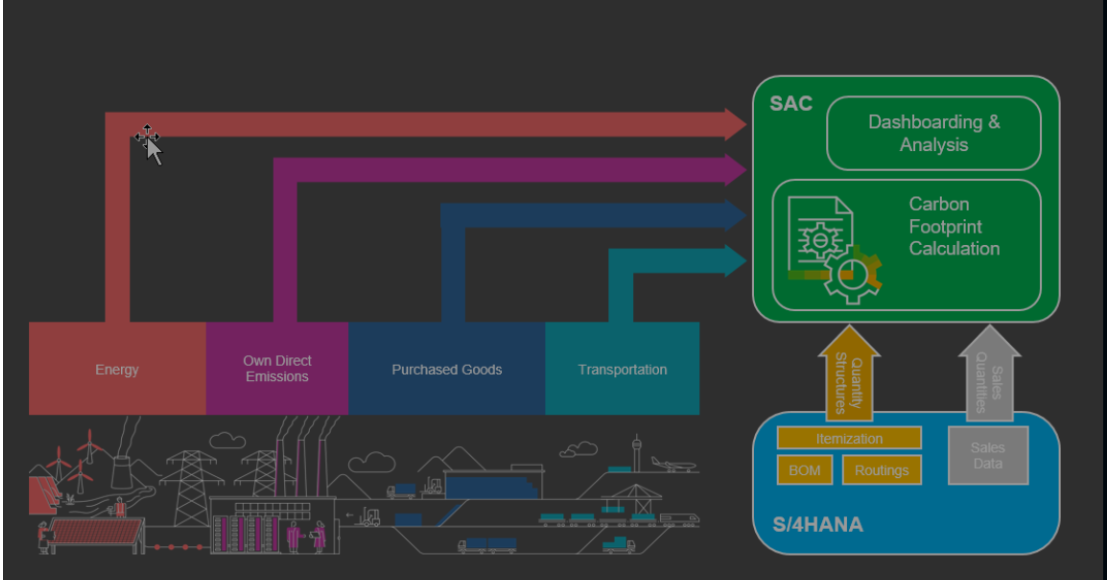 SAC
Dashboarding &
Analysis
Carbon
Footprint
Calculation
Energy
Own Direct
Emissions
Purchased Goods
Transportation
Quantity
Structures
Sales
Quantities
Itemization
BOM
Routings
Sales
Data
S/4HANA